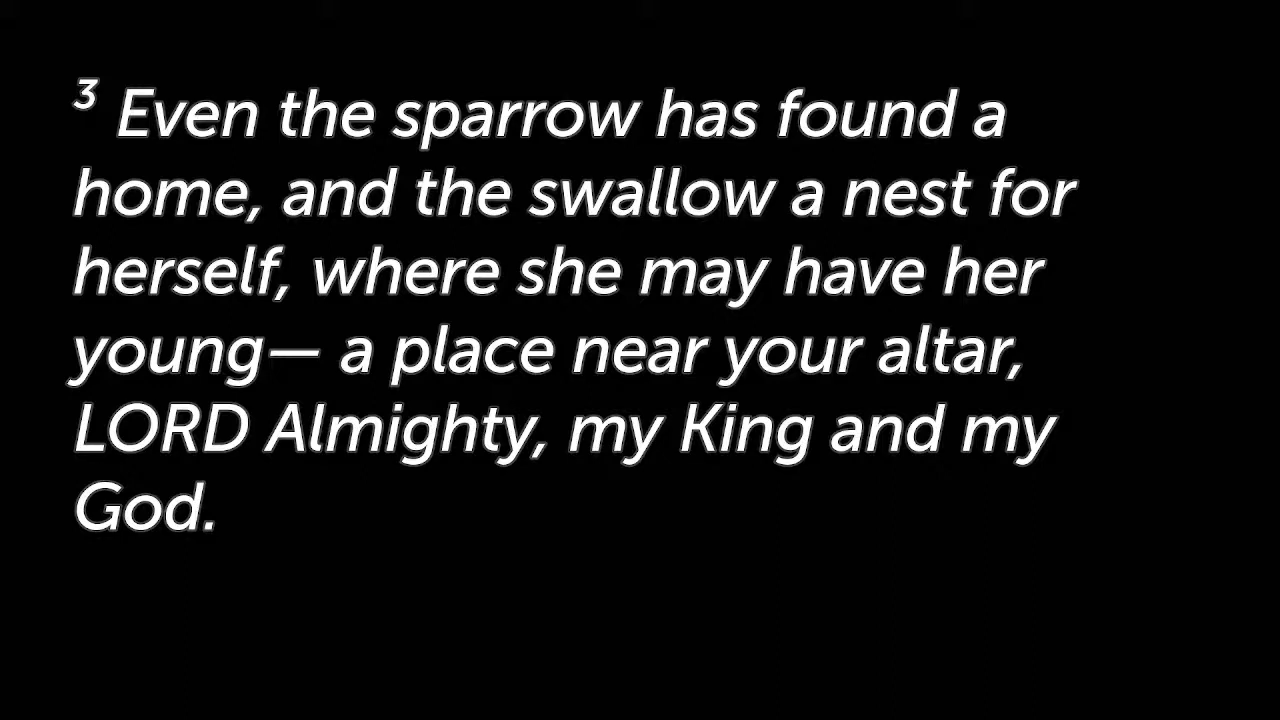 3 Even the sparrow has found a
home, and the swallow a nest for
herself, where she may have her
young— a place near your altar,
LORD Almighty, my King and my
God.